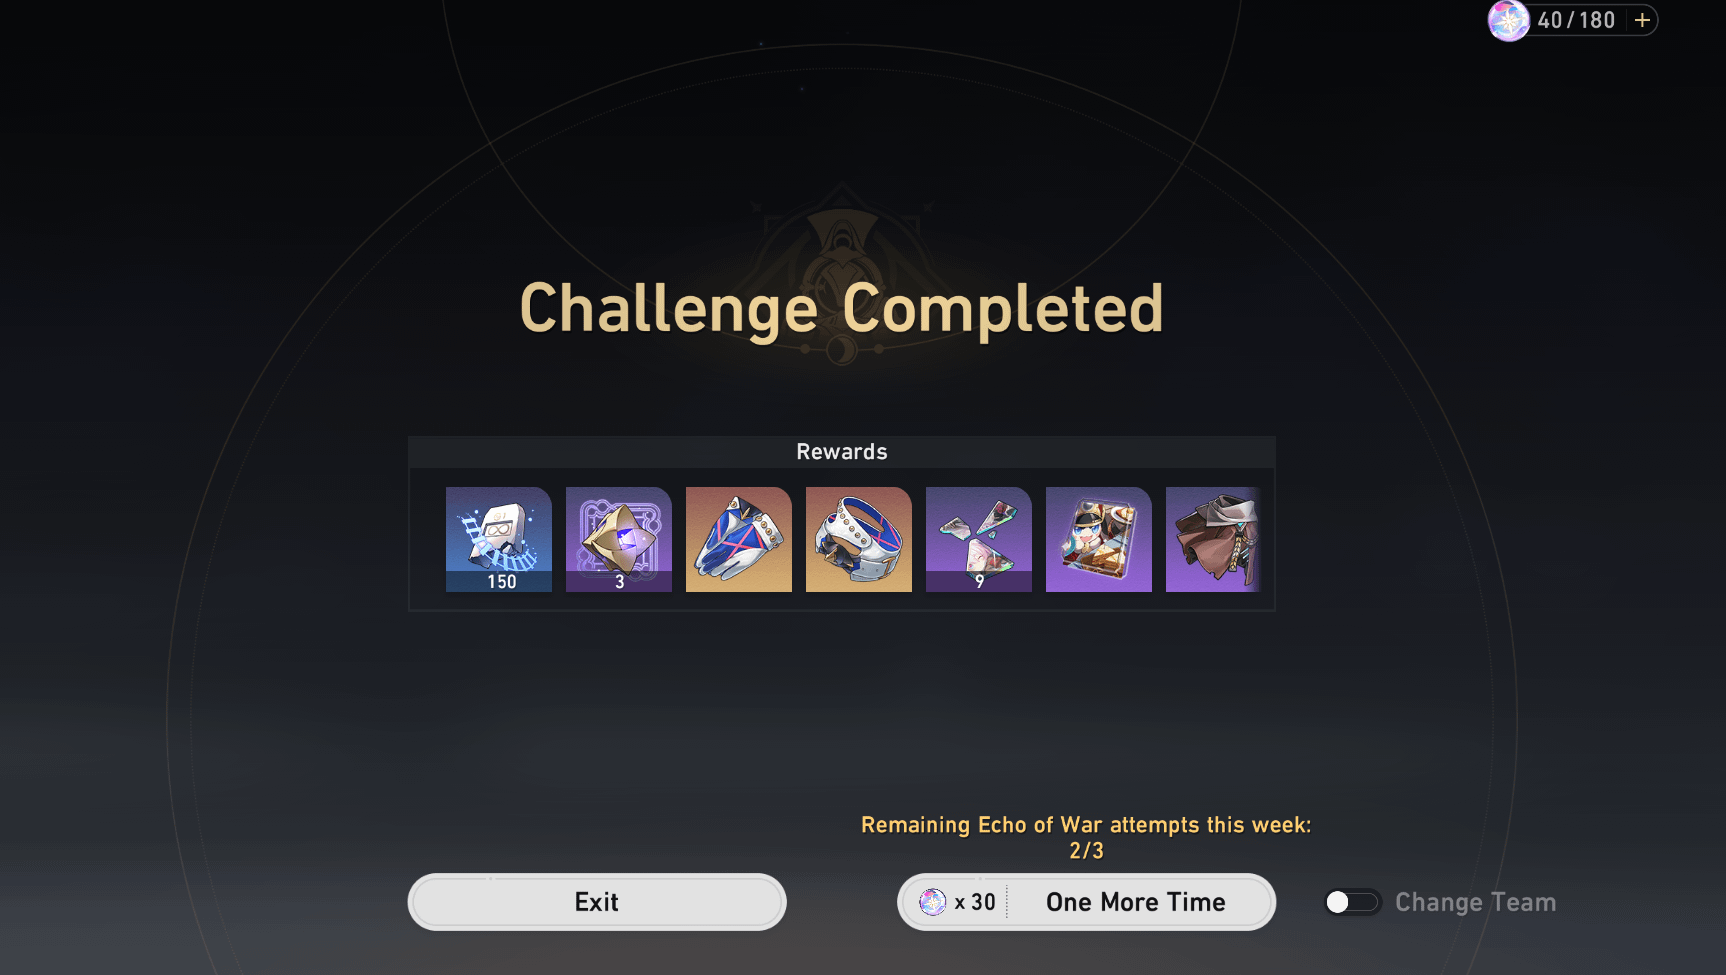 40/180
Challenge Completed
Rewards
150
3
9
Remaining Echo of War attempts this week:
2/3
Exit
x 30
One More Time
Change Team